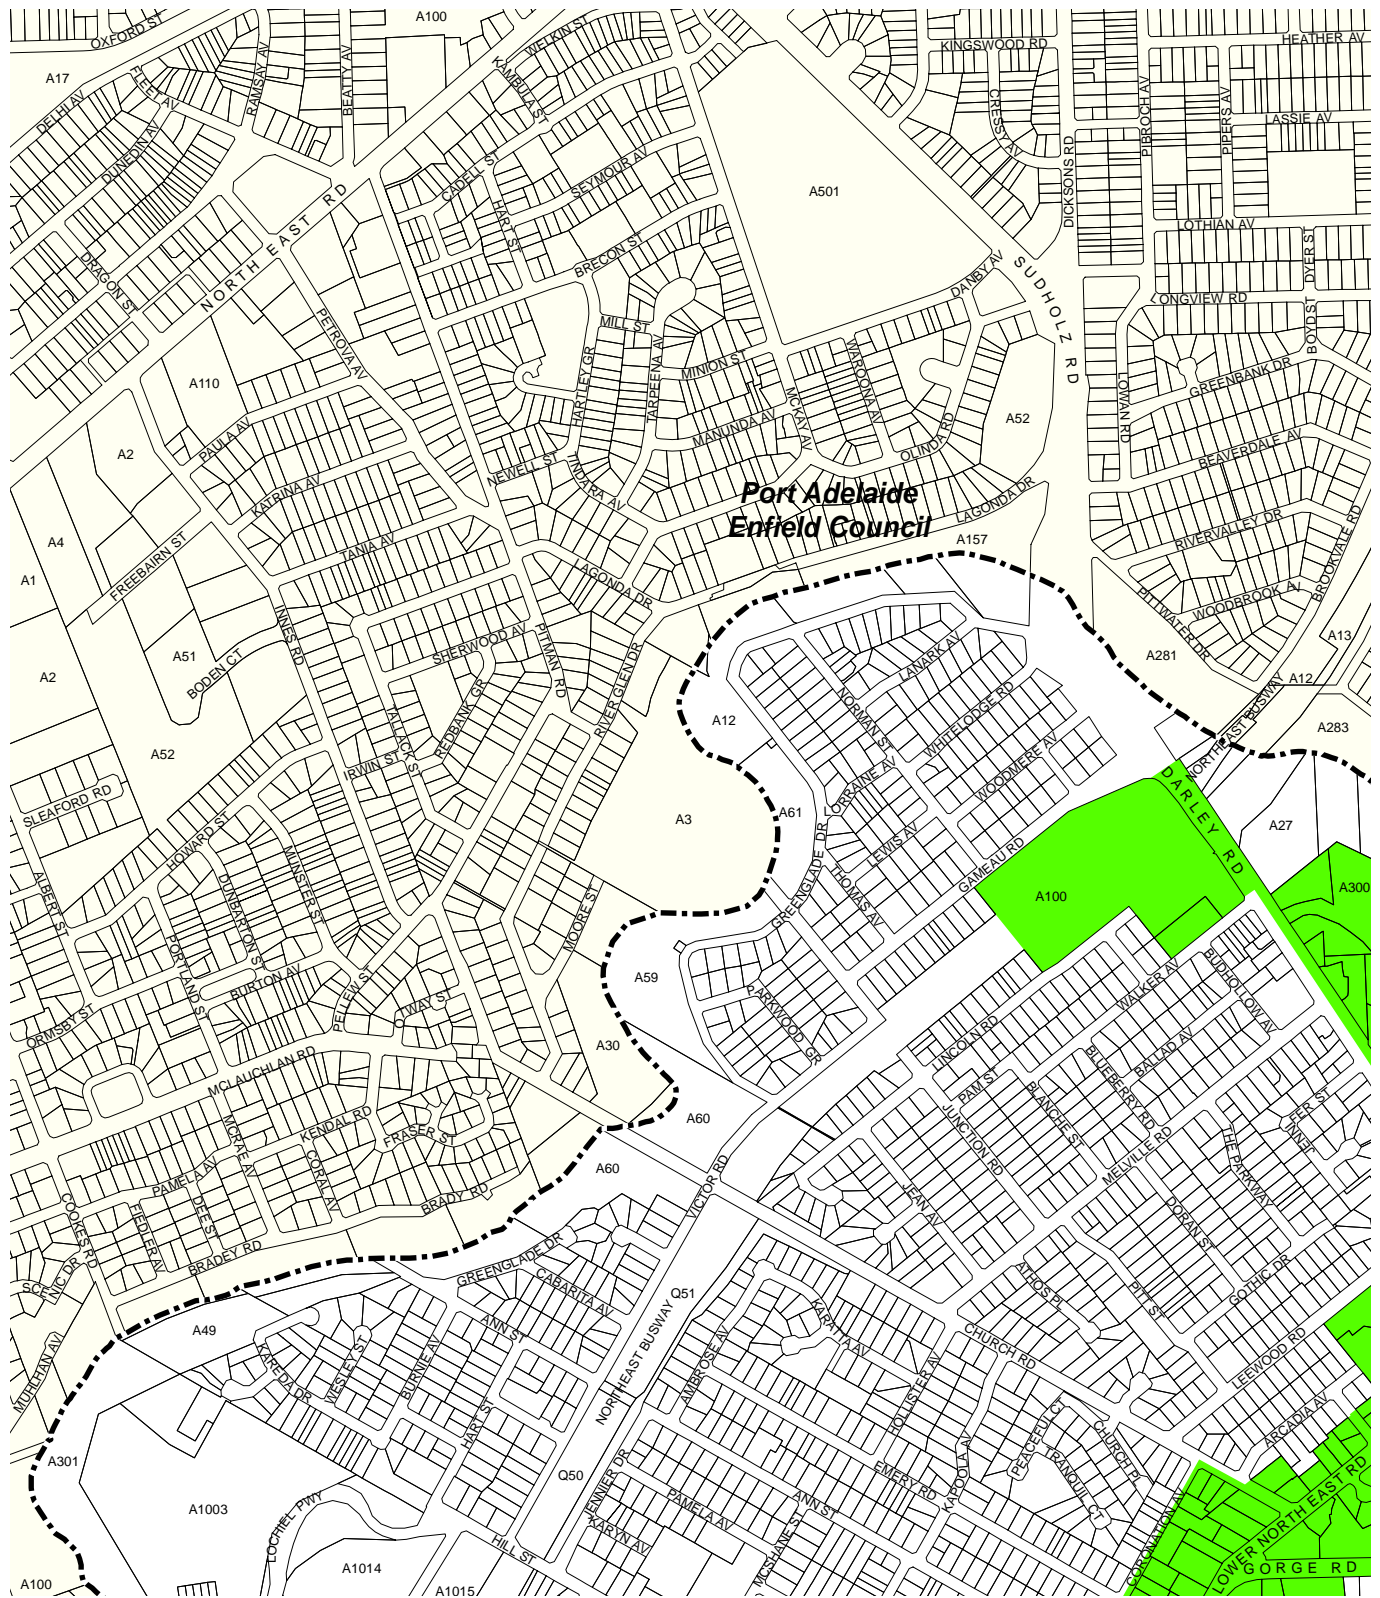 A100
OXFORD ST
WELKIN ST
KINGSWOOD RD
HEATHER AV
A17
FLEET AV
RAMSAY AV
BEATTY AV
KAMBULA ST
DELHI AV
CRESSY AV
PIBROCH AV
PIPERS AV
LASSIE AV
DUNEDIN AV
CADELL ST
SEYMOUR AV
A501
DICKSONS RD
NORTH EAST RD
HART ST
LOTHIAN AV
DYER ST
DRAGON ST
BRECON ST
DANBY AV
SUDHOLZ RD
ONGVIEW RD
BOYD ST
PETROVA AV
MILL ST
TARPEENA AV
MINION ST
WAROONA AV
HARTLEY GR
A110
MCKAY AV
LOWAN RD
GREENBANK DR
PAULA AV
MANUNDA AV
OLINDA RD
A52
A2
BEAVERDALE AV
NEWELL ST
TINDARA AV
KATRINA AV
Port Adelaide
Enfield Council
LAGONDA DR
A157
RIVERVALLEY DR
BROOKVALE RD
A4
A1
FREEBAIRN ST
TANIA AV
LAGONDA DR
PITTWATER DR
WOODBROOK AV
INNES RD
PITMAN RD
SHERWOOD AV
A13
A51
BODEN CT
RIVER GLEN DR
LANARK AV
A281
A2
A12
REDBANK GR
TALLACK ST
NORMAN ST
WHITELODGE RD
A12
NORTHEAST BUSWAY
A283
A52
IRWIN ST
LORRAINE AV
WOODMERE AV
DARLEY RD
SLEAFORD RD
A3
A61
A27
HOWARD ST
MUNSTER ST
LEWIS AV
GREENGLADE DR
THOMAS AV
GAMEAU RD
A100
A300
ALBERT ST
DUNBARTON ST
MOORE ST
PORTLAND ST
BURTON AV
PELLEW ST
A59
PARKWOOD GR
WALKER AV
BUDHOLLOW AV
ORMSBY ST
OTWAY ST
A30
LINCOLN RD
BLUEBERRY RD
BALLAD AV
MCLAUCHLAN RD
PAM ST
BLANCHE ST
KENDAL RD
MCRAE AV
FRASER ST
A60
JUNCTION RD
MELVILLE RD
THE PARKWAY
JENNIFER ST
PAMELA AV
CORAL AV
A60
VICTOR RD
JEAN AV
COOKES RD
FIEDLER AV
DEE ST
BRADY RD
DORAN ST
BRADEY RD
GREENGLADE DR
CABARITA AV
ATHOS PL
PITT ST
GOTHIC DR
SCENIC DR
Q51
A49
ANN ST
KARATTA AV
CHURCH RD
LEEWOOD RD
MUHLHAN AV
KAREDA DR
WESLEY ST
BURNIE AV
NORTHEAST BUSWAY
AMBROSE AV
HOLLISTER AV
HART ST
PEACEFUL CT
CHURCH PL
ARCADIA AV
A301
Q50
JENNIER DR
EMERY RD
KAPOOLA AV
TRANQUIL CT
A1003
LOCHIEL PWY
PAMELA AV
ANN ST
KARYN AV
MCSHANE ST
CORONATION AV
LOWER NORTH EAST RD
HILL ST
A1014
A1015
A100
GORGE RD